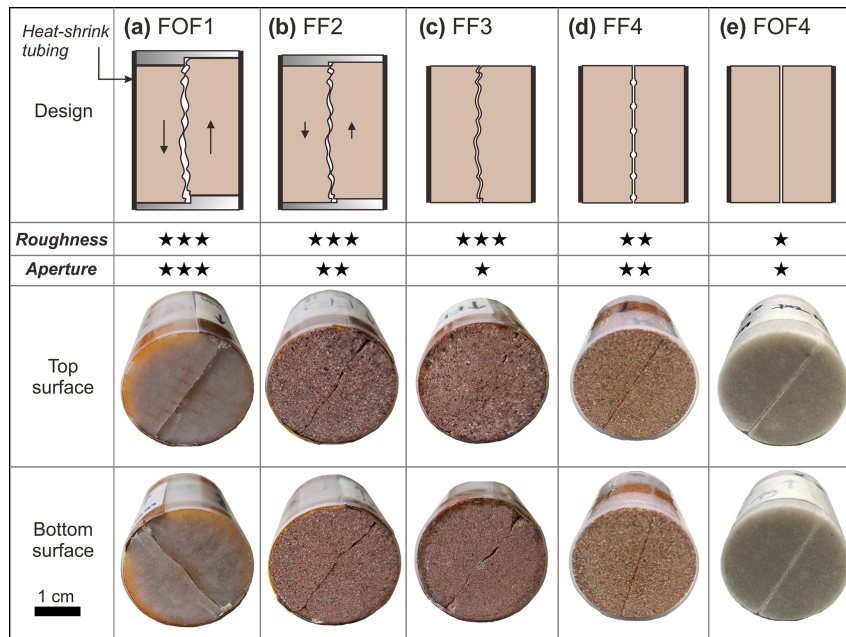 (a) FOF1
(b) FF2
(c) FF3
(d) FF4
(e) FOF4
Heat-shrink
tubing
Design
Roughness ★★★ ★★★ ★★★ ★★ ★
Aperture ★★★ ★★ ★ ★★ ★
Top
surface
Bottom
surface
1 cm